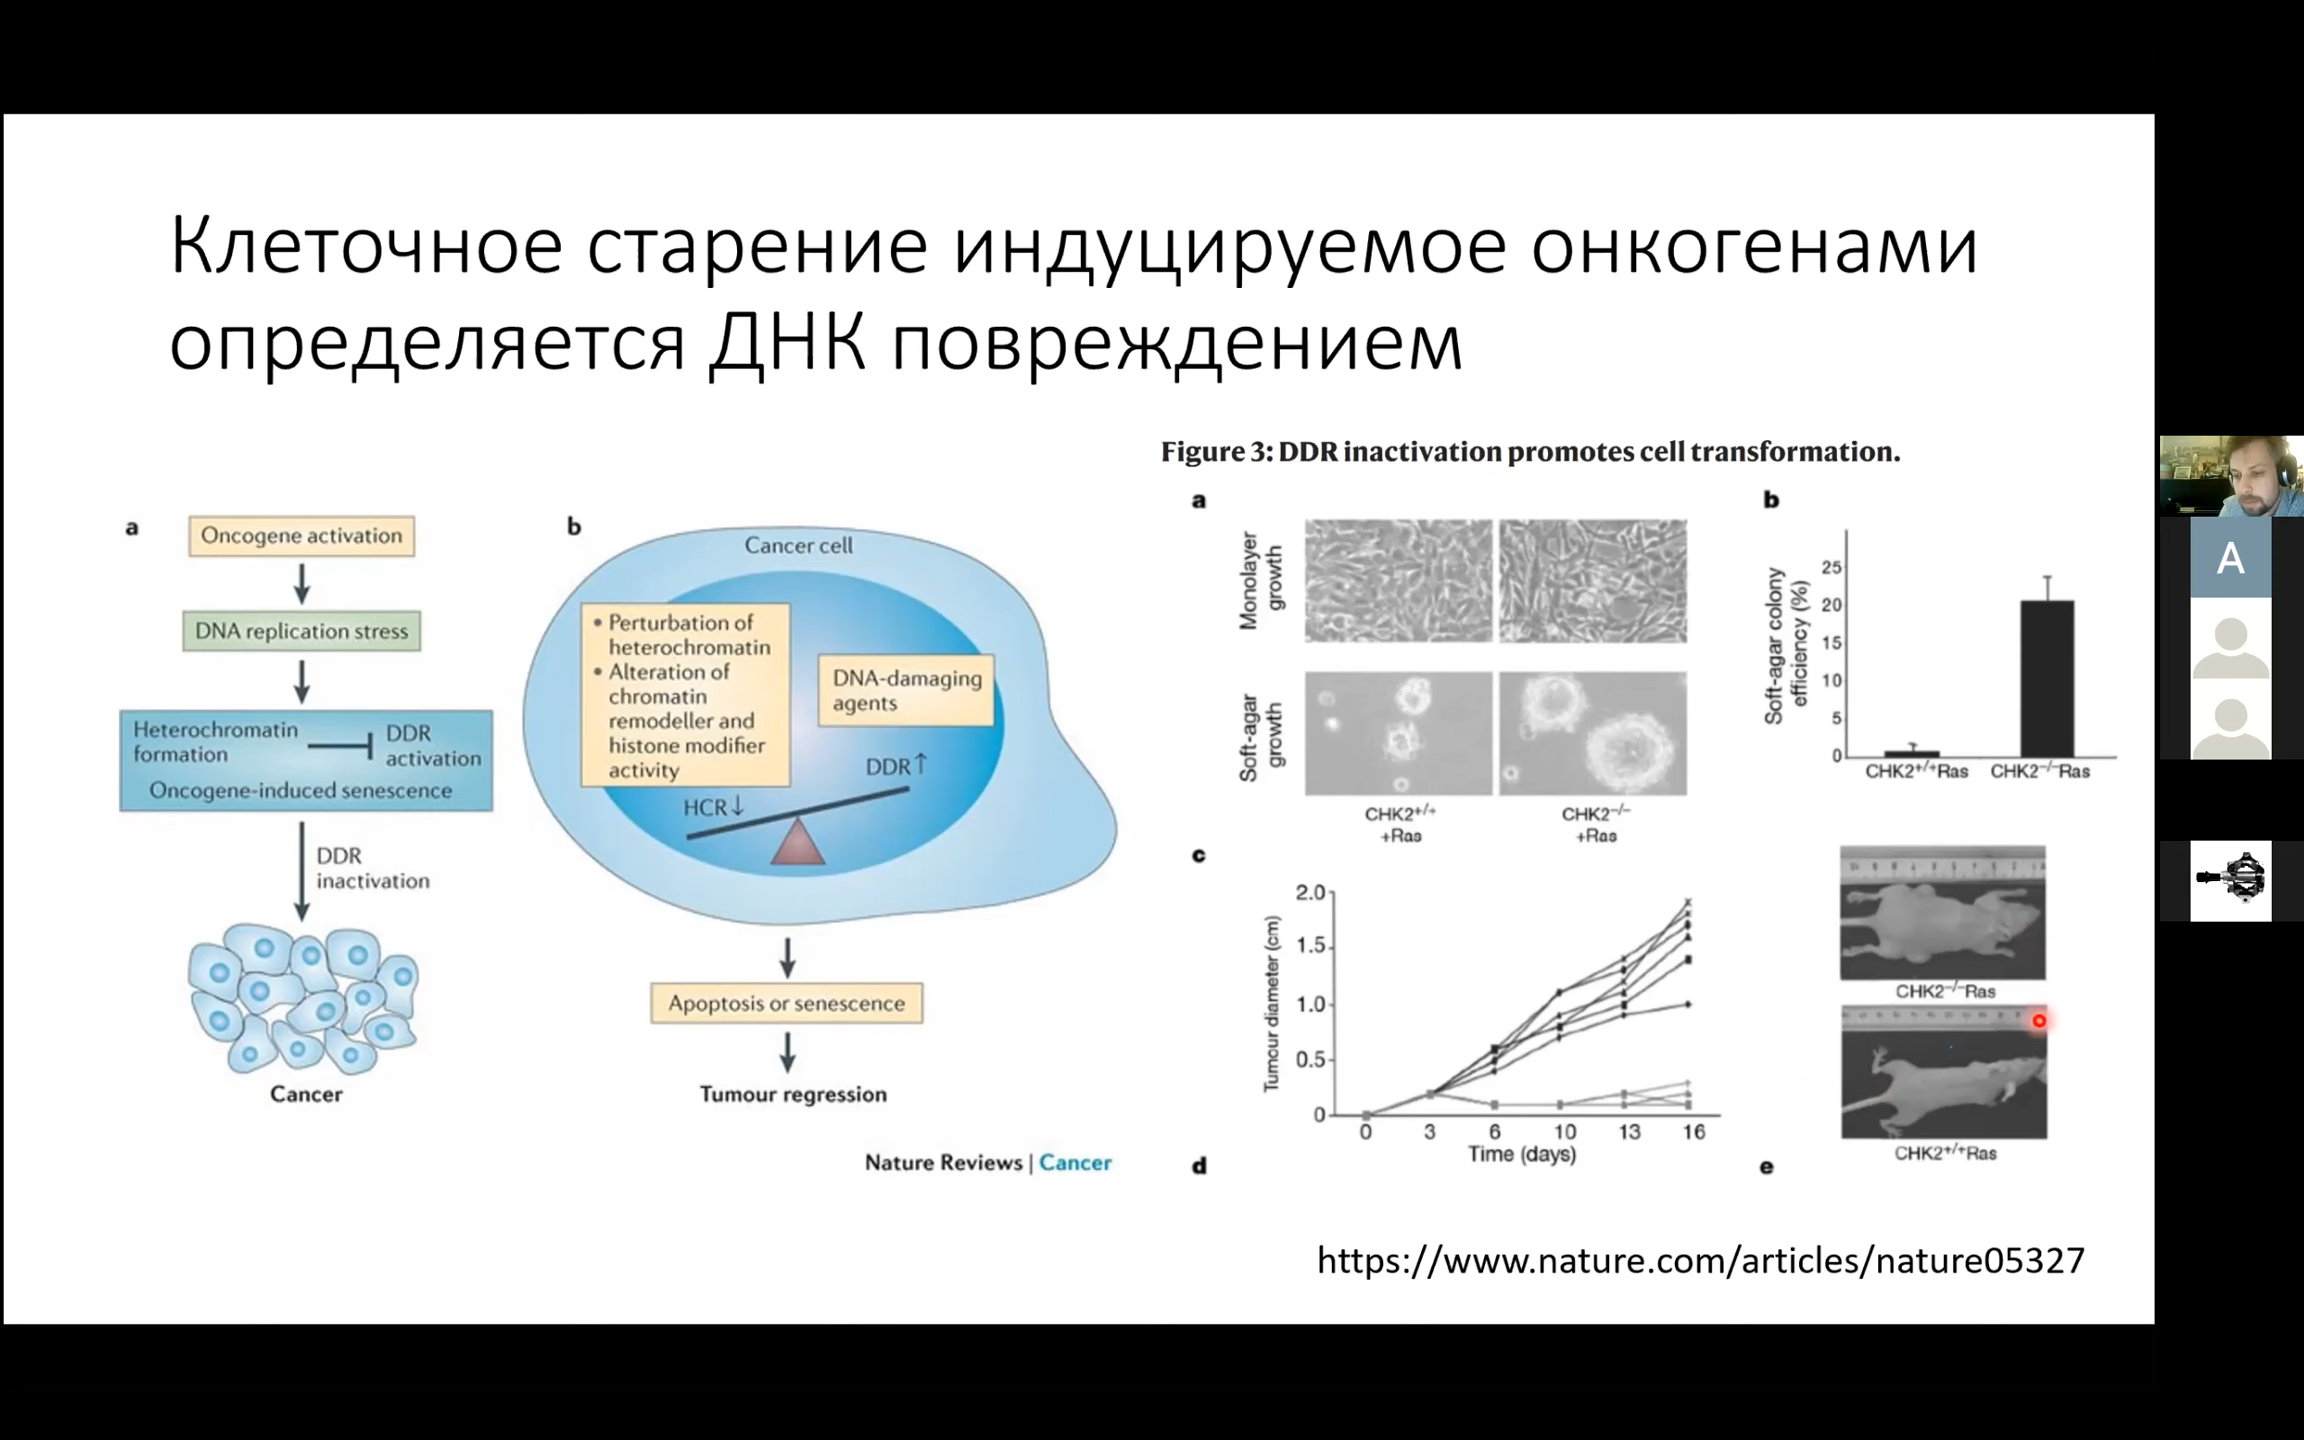 Клеточное старение индуцируемое онкогенами
определяется ДНК повреждением
a
Oncogene activation
DNA replication stress
Heterochromatin
formation
DDR
activation
Oncogene-induced senescence
DDR
inactivation
Cancer
b
Cancer cell
• Perturbation of
heterochromatin
• Alteration of
chromatin
remodeller and
histone modifier
activity
DNA-damaging
agents
DDR↑
HCR↓
Apoptosis or senescence
Tumour regression
Nature Reviews | Cancer
Figure 3: DDR inactivation promotes cell transformation.
a
Monolayer
growth
Soft-agar
growth
CHK2+/+
+Ras
CHK2−/−
+Ras
b
Soft-agar colony
efficiency (%)
25
20
15
10
5
0
CHK2+/+Ras
CHK2−/−Ras
c
Tumour diameter (cm)
2.0
1.5
1.0
0.5
0
0 3 6 10 13 16
Time (days)
CHK2−/−Ras
CHK2+/+Ras
d
e
https://www.nature.com/articles/nature05327
A